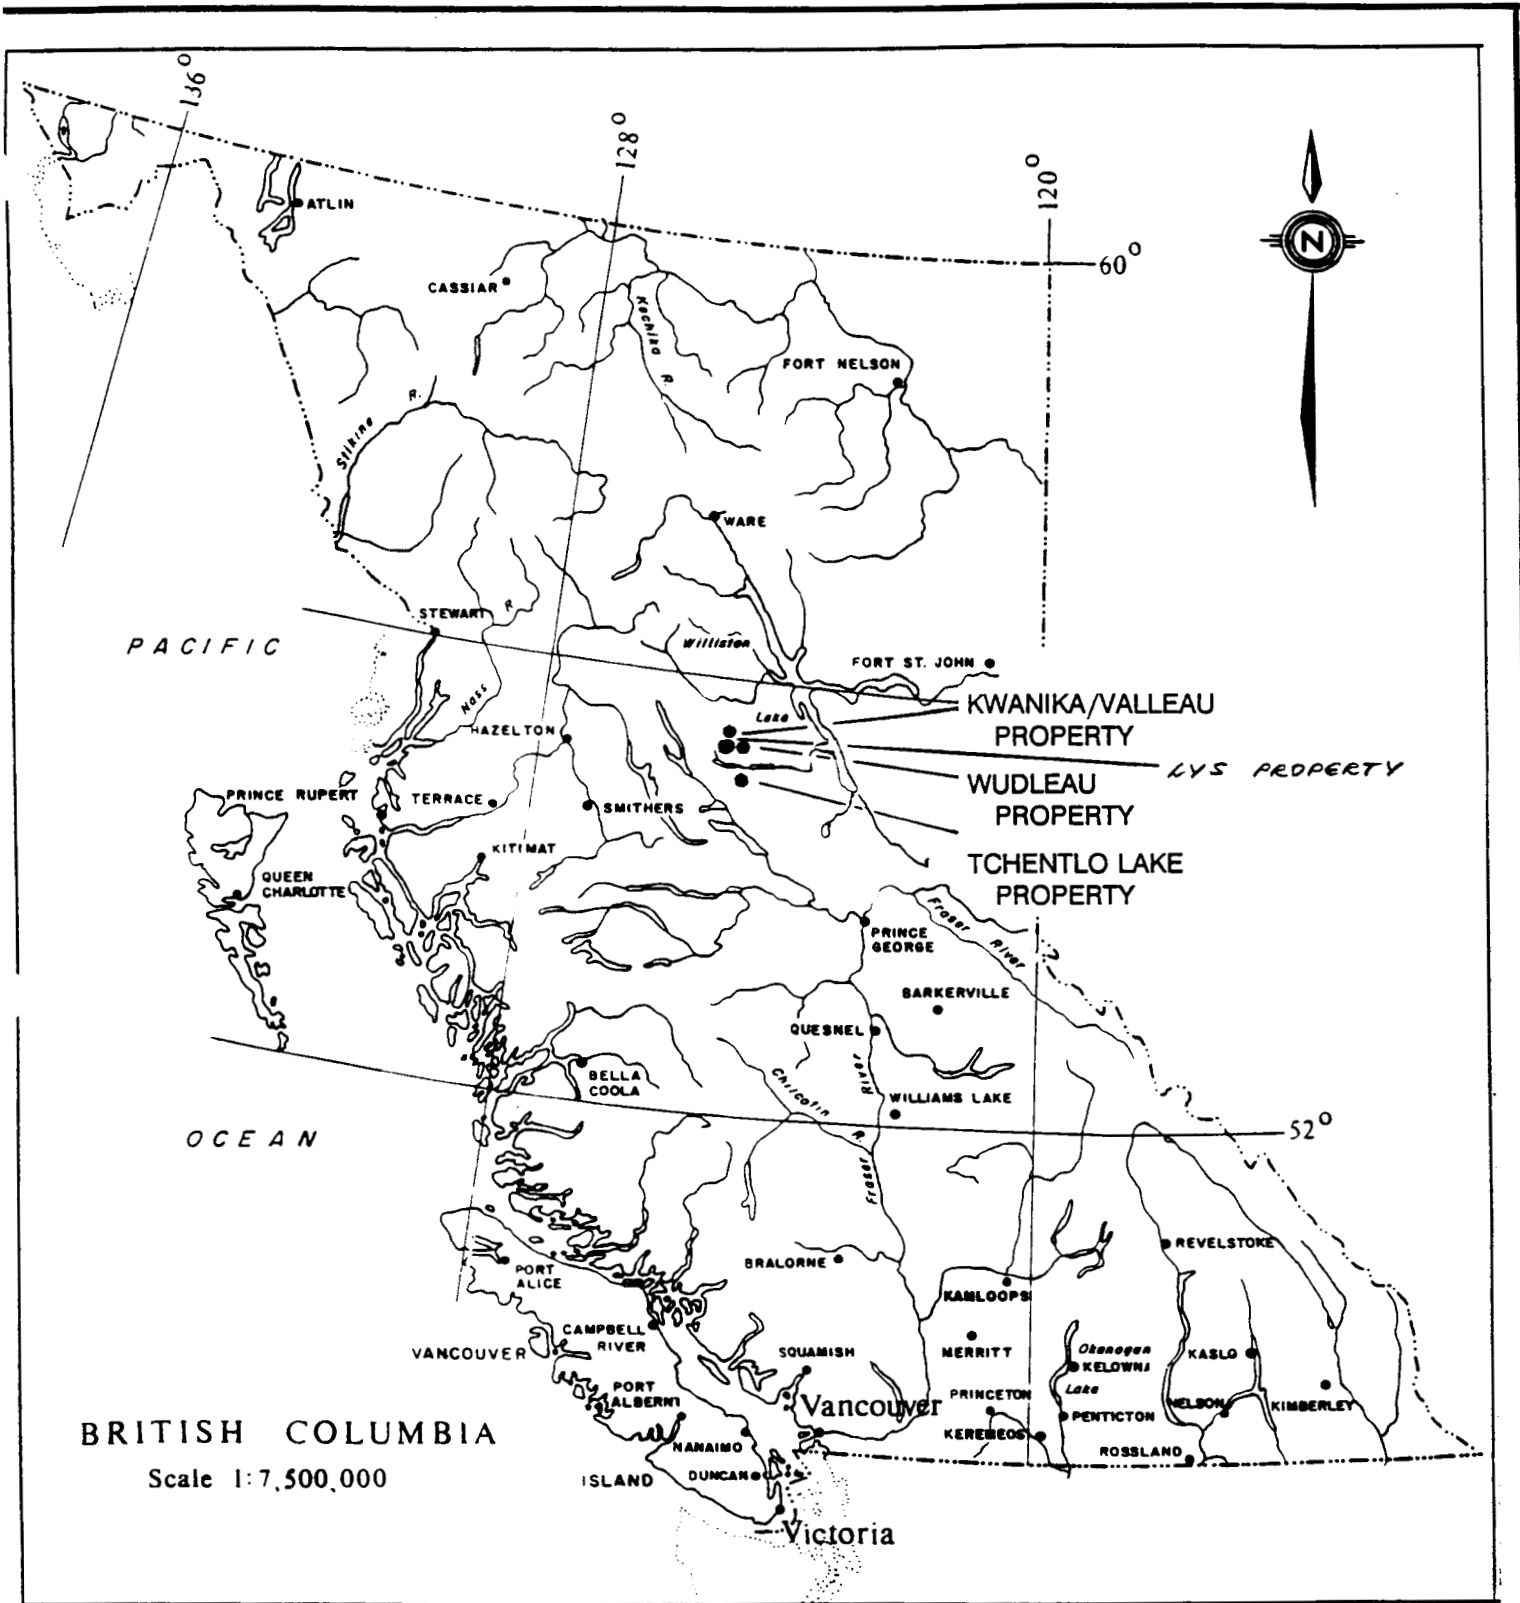 136°
128°
120°
ATLIN
60°
N
CASSIAR
Kechika R.
FORT NELSON
Stikine R.
WARE
STEWART
R.
PACIFIC
Williston
FORT ST. JOHN
Nass
Lake
KWANIKA/VALLEAU
PROPERTY
HAZELTON
LYS PROPERTY
WUDLEAU
PROPERTY
PRINCE RUPERT
TERRACE
SMITHERS
KITIMAT
TCHENTLO LAKE
PROPERTY
QUEEN
CHARLOTTE
Fraser River
PRINCE
GEORGE
BARKERVILLE
QUESNEL
BELLA
COOLA
Chilcotin R.
Fraser River
WILLIAMS LAKE
OCEAN
52°
REVELSTOKE
BRALORNE
PORT
ALICE
KAMLOOPS
CAMPBELL
RIVER
VANCOUVER
SQUAMISH
MERRITT
Okanagan
KELOWNA
Lake
KASLO
PORT
ALBERNI
Vancouver
PRINCETON
PENTICTON
NELSON
KIMBERLEY
BRITISH COLUMBIA
NANAIMO
KEREMEOS
ROSSLAND
Scale 1:7,500,000
ISLAND
DUNCAN
Victoria